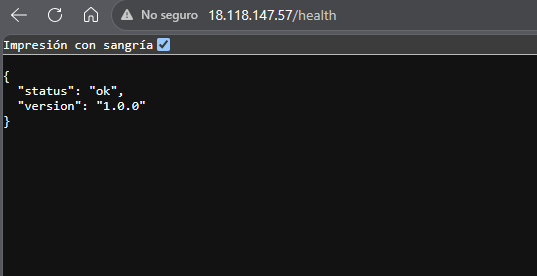 No seguro 18.118.147.57/health
Impresión con sangría
{
  "status": "ok",
  "version": "1.0.0"
}